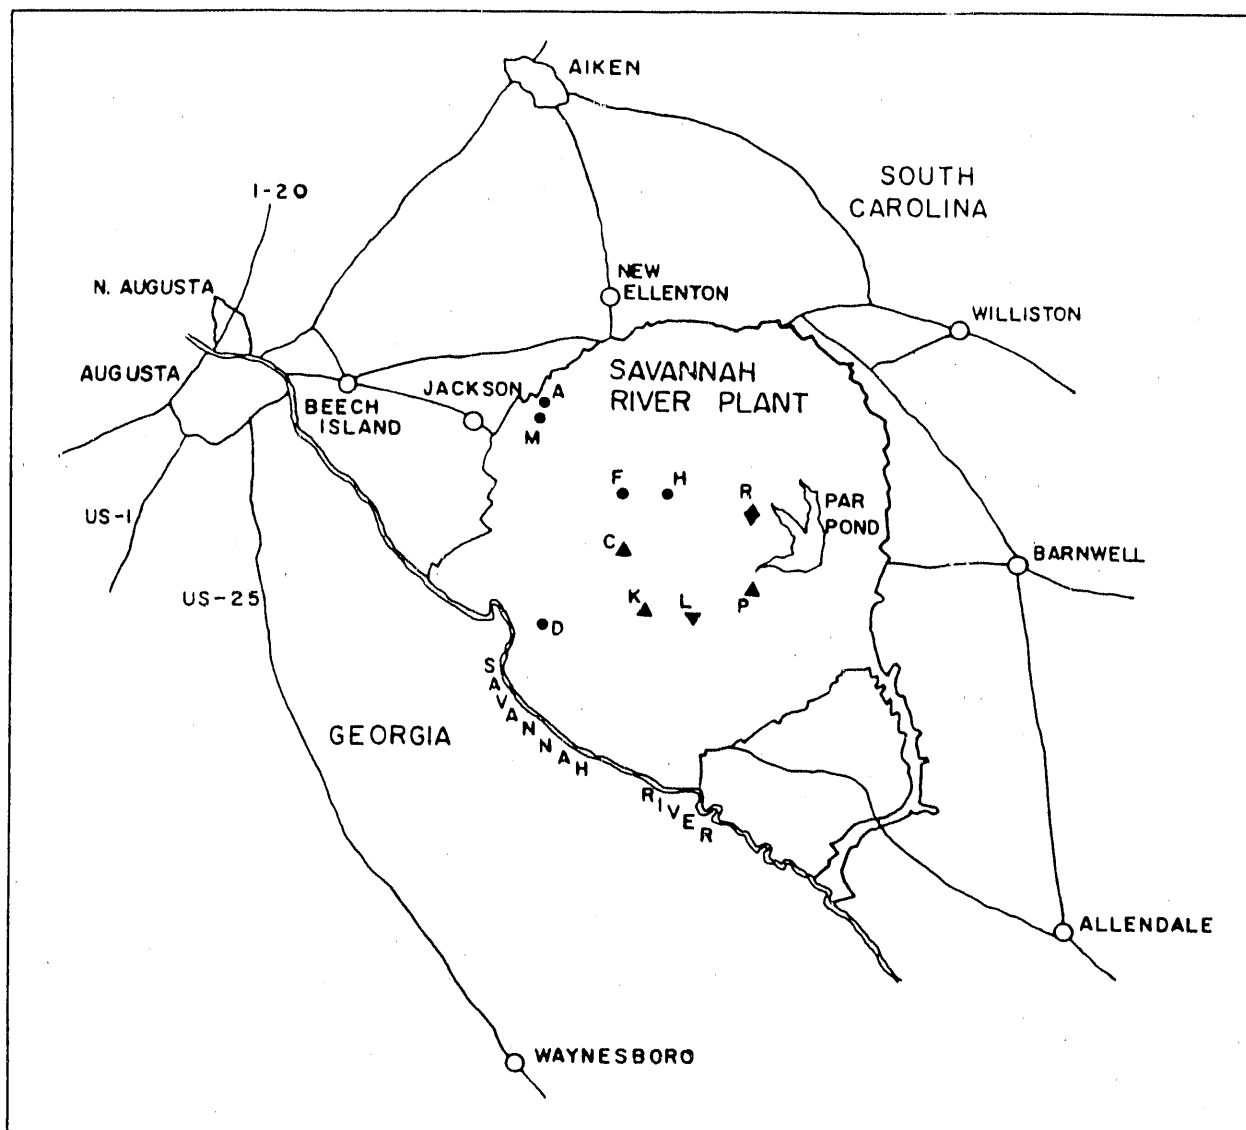 AIKEN
SOUTH
CAROLINA
I-20
NEW
ELLENTON
N. AUGUSTA
WILLISTON
AUGUSTA
SAVANNAH
RIVER PLANT
JACKSON
A
BEECH
ISLAND
M
F
H
R
PAR
POND
US-1
C
BARNWELL
US-25
K
L
P
D
SAVANNAH
RIVER
GEORGIA
ALLENDALE
WAYNESBORO